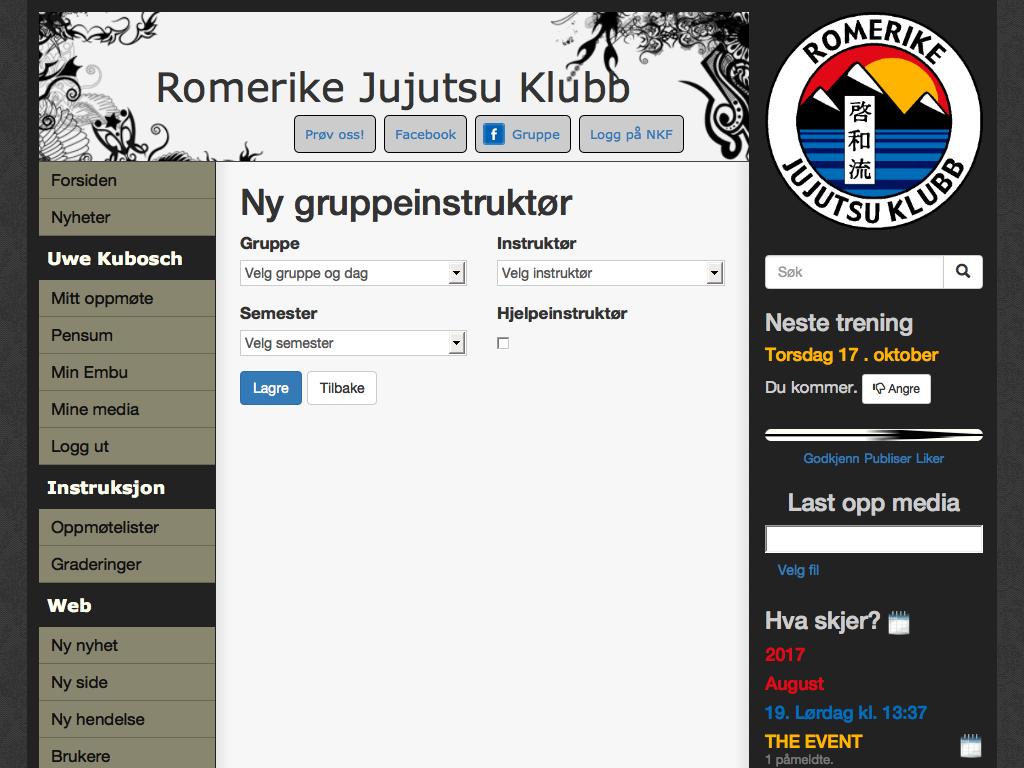 Romerike Jujutsu Klubb
Prøv oss!
Facebook
f Gruppe
Logg på NKF
Forsiden
Nyheter
Uwe Kubosch
Mitt oppmøte
Pensum
Min Embu
Mine media
Logg ut
Instruksjon
Oppmøtelister
Graderinger
Web
Ny nyhet
Ny side
Ny hendelse
Brukere
Ny gruppeinstruktør
Gruppe
Velg gruppe og dag
Instruktør
Velg instruktør
Semester
Velg semester
Hjelpeinstruktør
Lagre
Tilbake
ROMERIKE
啓和流
JUJUTSU KLUBB
Søk
Neste trening
Torsdag 17 . oktober
Du kommer. Angre
Godkjenn Publiser Liker
Last opp media
Velg fil
Hva skjer?
2017
August
19. Lørdag kl. 13:37
THE EVENT
1 påmeldte.